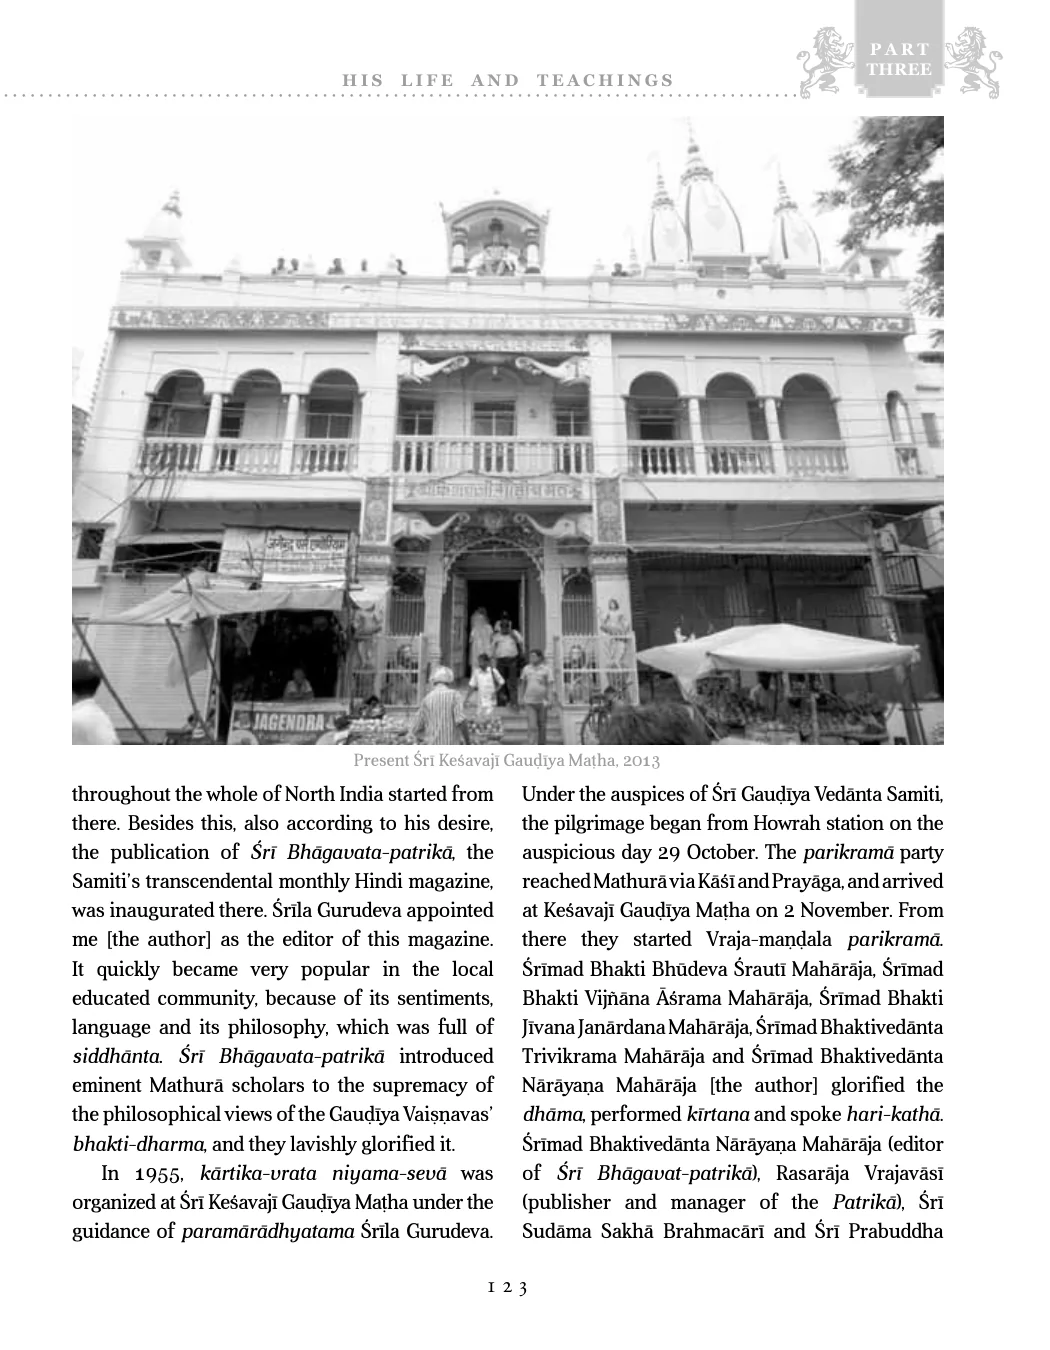 HIS LIFE AND TEACHINGS
PART
THREE
जगेन्द्र
JAGENDRA
Present Śrī Keśavajī Gauḍīya Maṭha, 2013
throughout the whole of North India started from
there. Besides this, also according to his desire,
the publication of Śrī Bhāgavata-patrikā, the
Samiti’s transcendental monthly Hindi magazine,
was inaugurated there. Śrīla Gurudeva appointed
me [the author] as the editor of this magazine.
It quickly became very popular in the local
educated community, because of its sentiments,
language and its philosophy, which was full of
siddhānta. Śrī Bhāgavata-patrikā introduced
eminent Mathurā scholars to the supremacy of
the philosophical views of the Gauḍīya Vaiṣṇavas’
bhakti-dharma, and they lavishly glorified it.
In 1955, kārtika-vrata niyama-sevā was
organized at Śrī Keśavajī Gauḍīya Maṭha under the
guidance of paramārādhyatama Śrīla Gurudeva.
Under the auspices of Śrī Gauḍīya Vedānta Samiti,
the pilgrimage began from Howrah station on the
auspicious day 29 October. The parikramā party
reached Mathurā via Kāśī and Prayāga, and arrived
at Keśavajī Gauḍīya Maṭha on 2 November. From
there they started Vraja-maṇḍala parikramā.
Śrīmad Bhakti Bhūdeva Śrautī Mahārāja, Śrīmad
Bhakti Vijñāna Āśrama Mahārāja, Śrīmad Bhakti
Jīvana Janārdana Mahārāja, Śrīmad Bhaktivedānta
Trivikrama Mahārāja and Śrīmad Bhaktivedānta
Nārāyaṇa Mahārāja [the author] glorified the
dhāma, performed kīrtana and spoke hari-kathā.
Śrīmad Bhaktivedānta Nārāyaṇa Mahārāja (editor
of Śrī Bhāgavat-patrikā), Rasarāja Vrajavāsī
(publisher and manager of the Patrikā), Śrī
Sudāma Sakhā Brahmacārī and Śrī Prabuddha
123